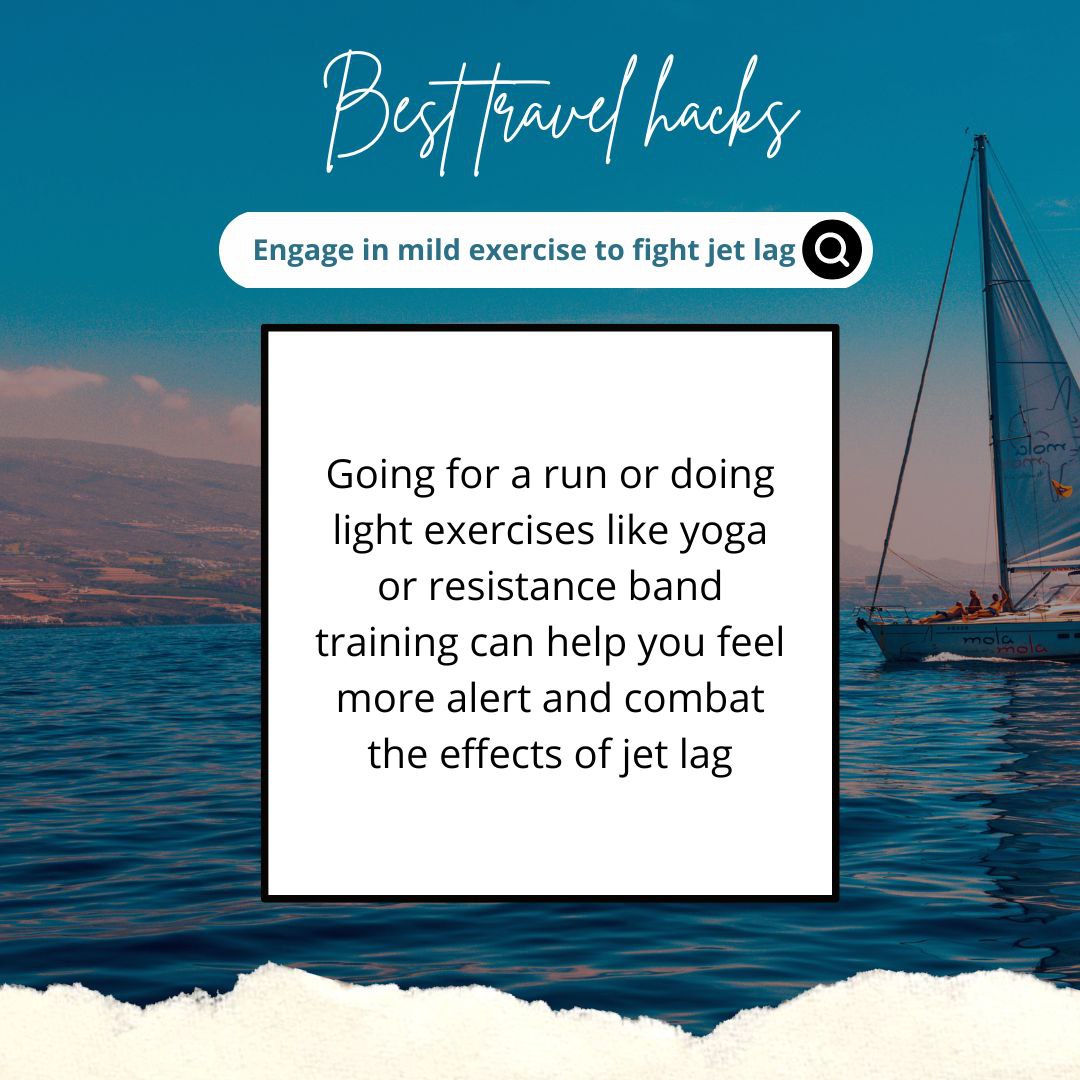 Best travel hacks
Engage in mild exercise to fight jet lag
Going for a run or doing
light exercises like yoga
or resistance band
training can help you feel
more alert and combat
the effects of jet lag
mola
mola
mola